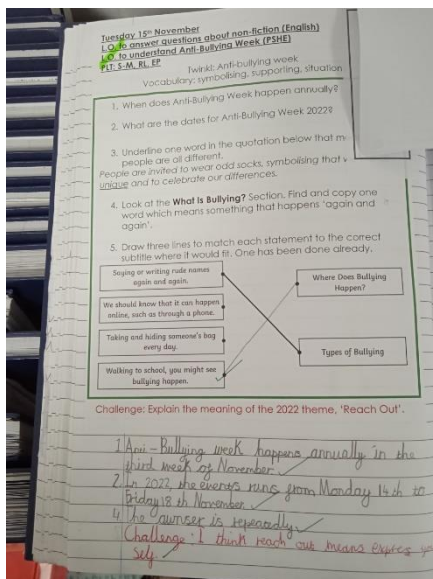 Tuesday 15th November
L.O. to answer questions about non-fiction (English)
L.O. to understand Anti-Bullying Week (PSHE)
PLT: S-M, RL, EP
Twinkl: Anti-bullying week
Vocabulary: symbolising, supporting, situation
1. When does Anti-Bullying Week happen annually?
2. What are the dates for Anti-Bullying Week 2022?
3. Underline one word in the quotation below that
people are all different.
People are invited to wear odd socks, symbolising that
unique and to celebrate our differences.
4. Look at the What Is Bullying? Section. Find and copy one
word which means something that happens 'again and
again'.
5. Draw three lines to match each statement to the correct
subtitle where it would fit. One has been done already.
Saying or writing rude names
again and again.
Where Does Bullying
Happen?
We should know that it can happen
online, such as through a phone.
Taking and hiding someone's bag
every day.
Types of Bullying
Walking to school, you might see
bullying happen.
Challenge: Explain the meaning of the 2022 theme, 'Reach Out'.
1 Anti-Bullying week happens annually in the
third week of November.
2. In 2022, the events runs from Monday 14th to
Friday 18th November.
4 The aunser is repeatedly.
Challenge: I think reach out means
self.